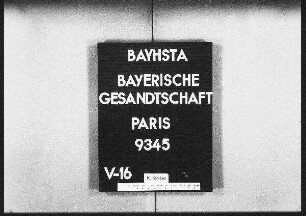 BAYHSTA
BAYERISCHE
GESANDTSCHAFT
PARIS
9345
V-16